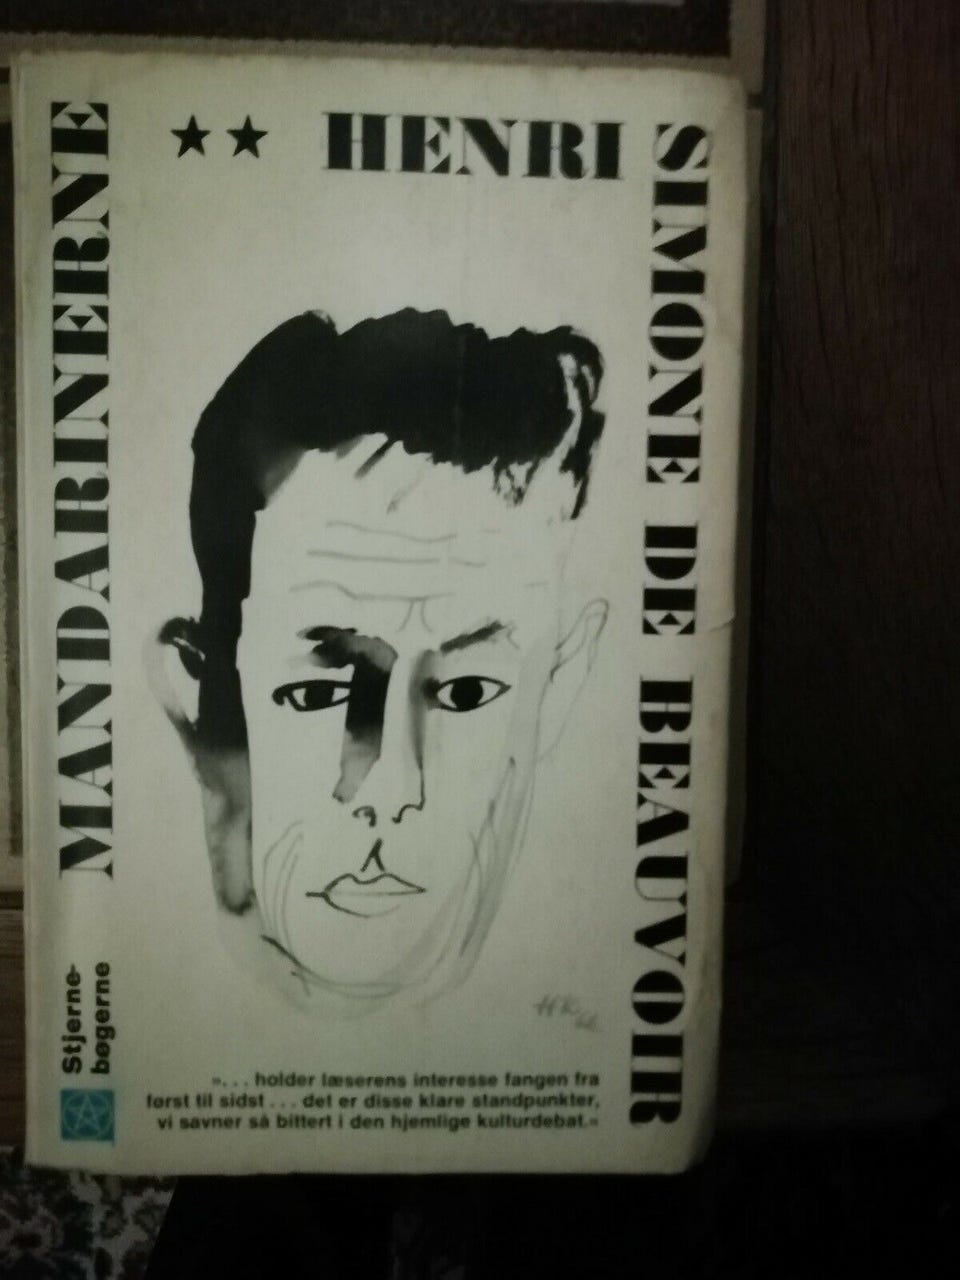 MANDARINERNE
★★ HENRI
SIMONE DE BEAUVOIR
Stjerne-
bøgerne
»... holder læserens interesse fangen fra
først til sidst ... det er disse klare standpunkter,
vi savner så bittert i den hjemlige kulturdebat.«